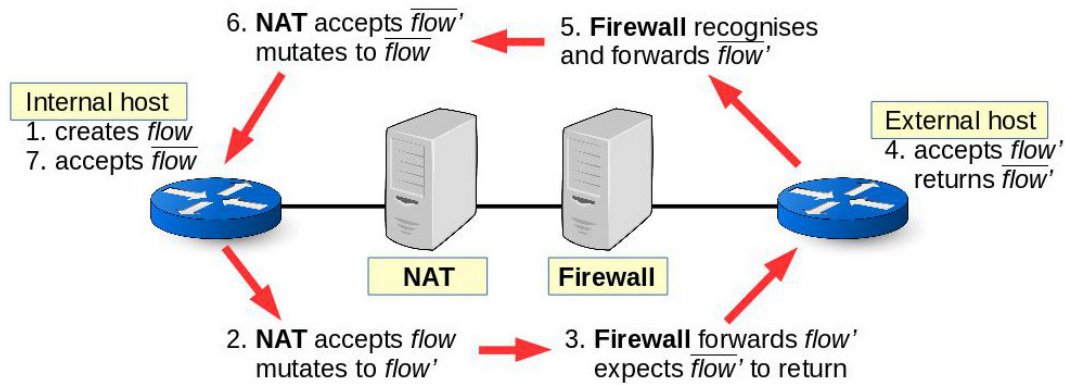 6. NAT accepts flow’
mutates to flow
5. Firewall recognises
and forwards flow’
Internal host
1. creates flow
7. accepts flow
External host
4. accepts flow’
returns flow’
NAT
Firewall
2. NAT accepts flow
mutates to flow’
3. Firewall forwards flow’
expects flow’ to return